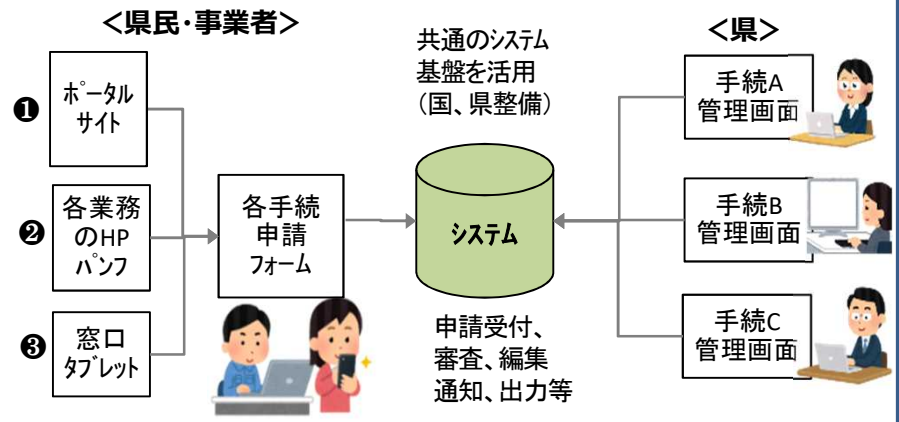 <県民・事業者>
❶
ポータル
サイト
❷
各業務
のHP
パンフ
❸
窓口
タブレット
各手続
申請
フォーム
共通のシステム
基盤を活用
（国、県整備）
システム
申請受付、
審査、編集
通知、出力等
<県>
手続A
管理画面
手続B
管理画面
手続C
管理画面